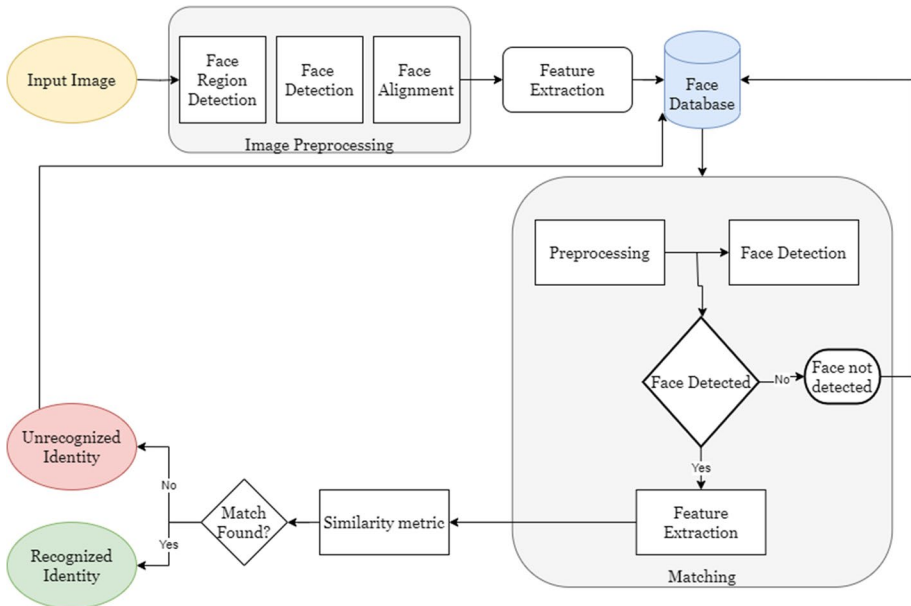 Input Image
Face
Region
Detection
Face
Detection
Face
Alignment
Image Preprocessing
Feature
Extraction
Face
Database
Preprocessing
Face Detection
Face Detected
No
Face not
detected
Yes
Feature
Extraction
Matching
Similarity metric
Match
Found?
No
Yes
Unrecognized
Identity
Recognized
Identity